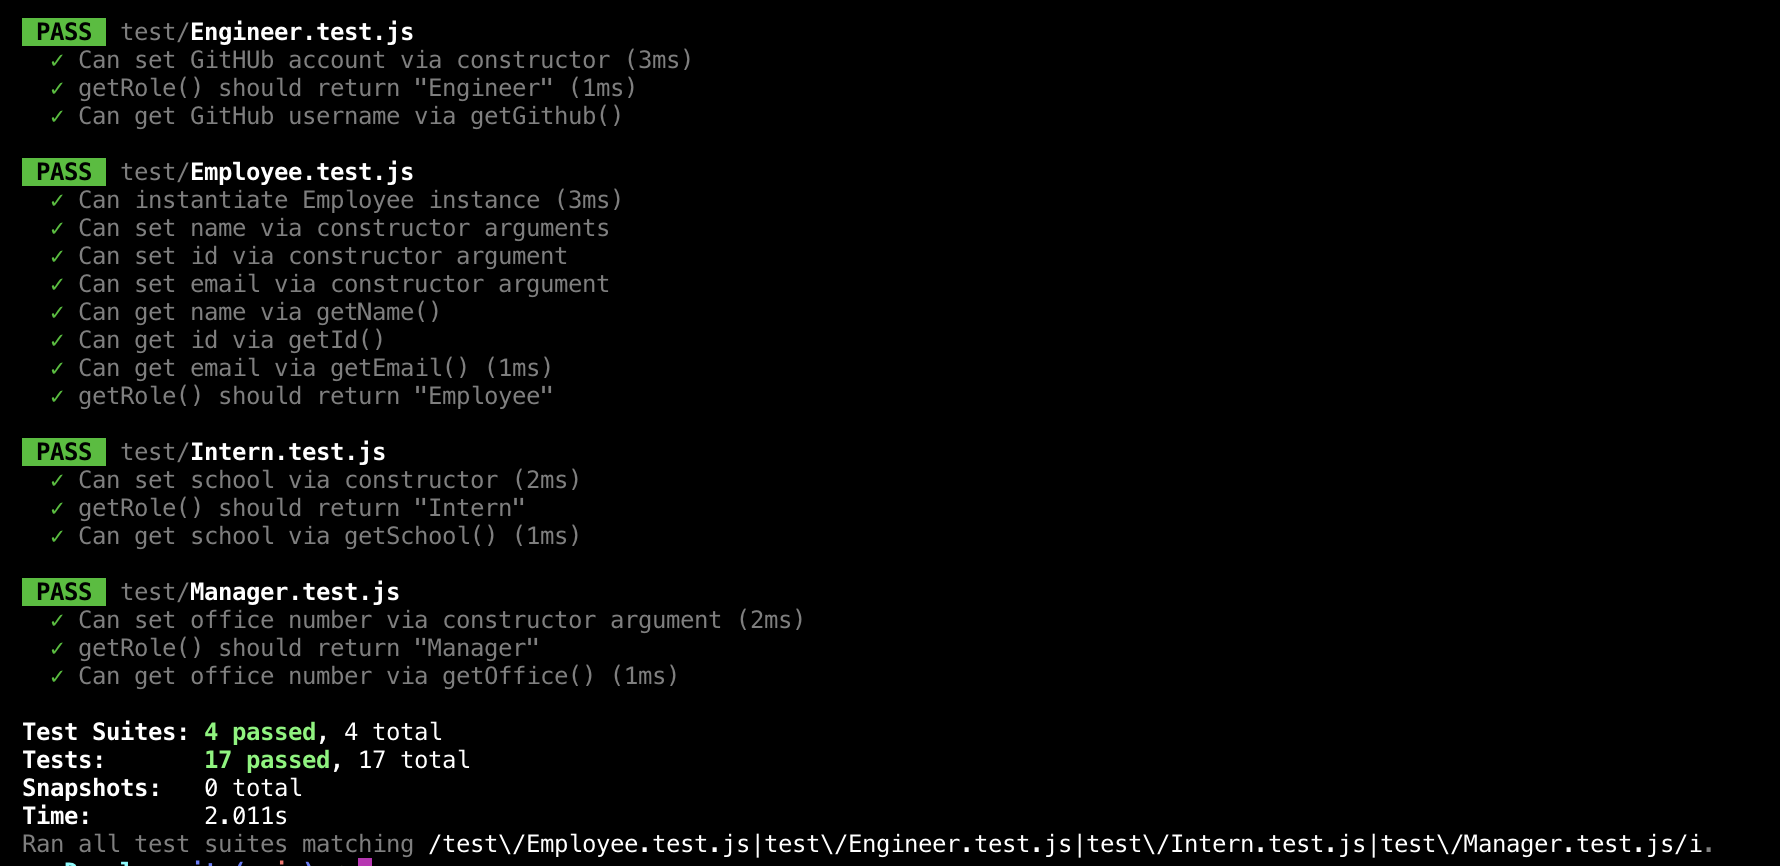 PASS test/Engineer.test.js
✓ Can set GitHUb account via constructor (3ms)
✓ getRole() should return "Engineer" (1ms)
✓ Can get GitHub username via getGithub()
PASS test/Employee.test.js
✓ Can instantiate Employee instance (3ms)
✓ Can set name via constructor arguments
✓ Can set id via constructor argument
✓ Can set email via constructor argument
✓ Can get name via getName()
✓ Can get id via getId()
✓ Can get email via getEmail() (1ms)
✓ getRole() should return "Employee"
PASS test/Intern.test.js
✓ Can set school via constructor (2ms)
✓ getRole() should return "Intern"
✓ Can get school via getSchool() (1ms)
PASS test/Manager.test.js
✓ Can set office number via constructor argument (2ms)
✓ getRole() should return "Manager"
✓ Can get office number via getOffice() (1ms)
Test Suites: 4 passed, 4 total
Tests: 17 passed, 17 total
Snapshots: 0 total
Time: 2.011s
Ran all test suites matching /test\/Employee.test.js|test\/Engineer.test.js|test\/Intern.test.js|test\/Manager.test.js/i.